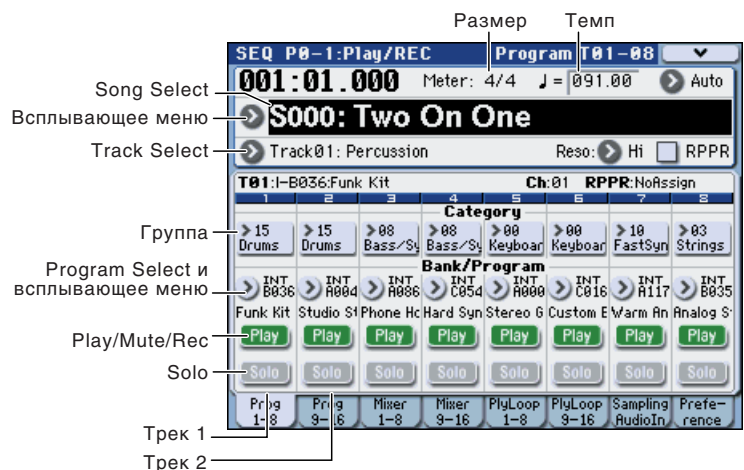 Размер Темп
SEQ P0-1:Play/REC Program T01-08
001:01.000 Meter: 4/4 ♩= 091.00 Auto
Song Select
S000: Two On One
Всплывающее меню
Track Select
Track01: Percussion Reso: Hi RPPR
T01:I-B036:Funk Kit Ch:01 RPPR:NoAssign
1 2 3 4 5 6 7 8
Category
Группа
15 15 08 08 00 00 10 03
Drums Drums Bass/Sy Bass/Sy Keyboar Keyboar FastSyn Strings
Bank/Program
Program Select и
всплывающее меню
INT INT INT INT INT INT INT INT
B036 A004 A086 C054 A000 C016 A117 B035
Funk Kit Studio St Phone Ho Hard Syn Stereo G Custom E Warm An Analog S
Play/Mute/Rec
Play Play Play Play Play Play Play Play
Solo
Solo Solo Solo Solo Solo Solo Solo Solo
Prog Prog Mixer Mixer PlyLoop PlyLoop Sampling Prefe-
1-8 9-16 1-8 9-16 1-8 9-16 AudioIn rence
Трек 1
Трек 2